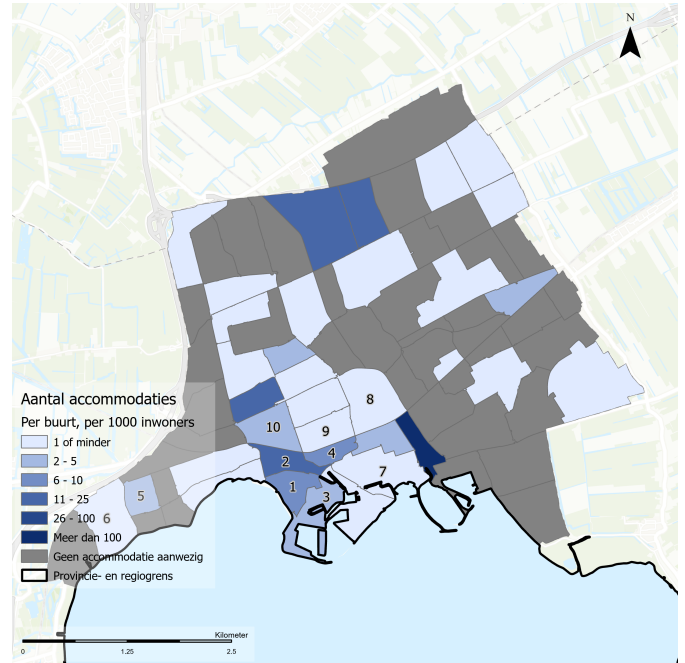 N
8
10
9
4
2
7
1
3
5
6
Aantal accommodaties
Per buurt, per 1000 inwoners
1 of minder
2 - 5
6 - 10
11 - 25
26 - 100
Meer dan 100
Geen accommodatie aanwezig
Provincie- en regiogrens
Kilometer
0 1.25 2.5